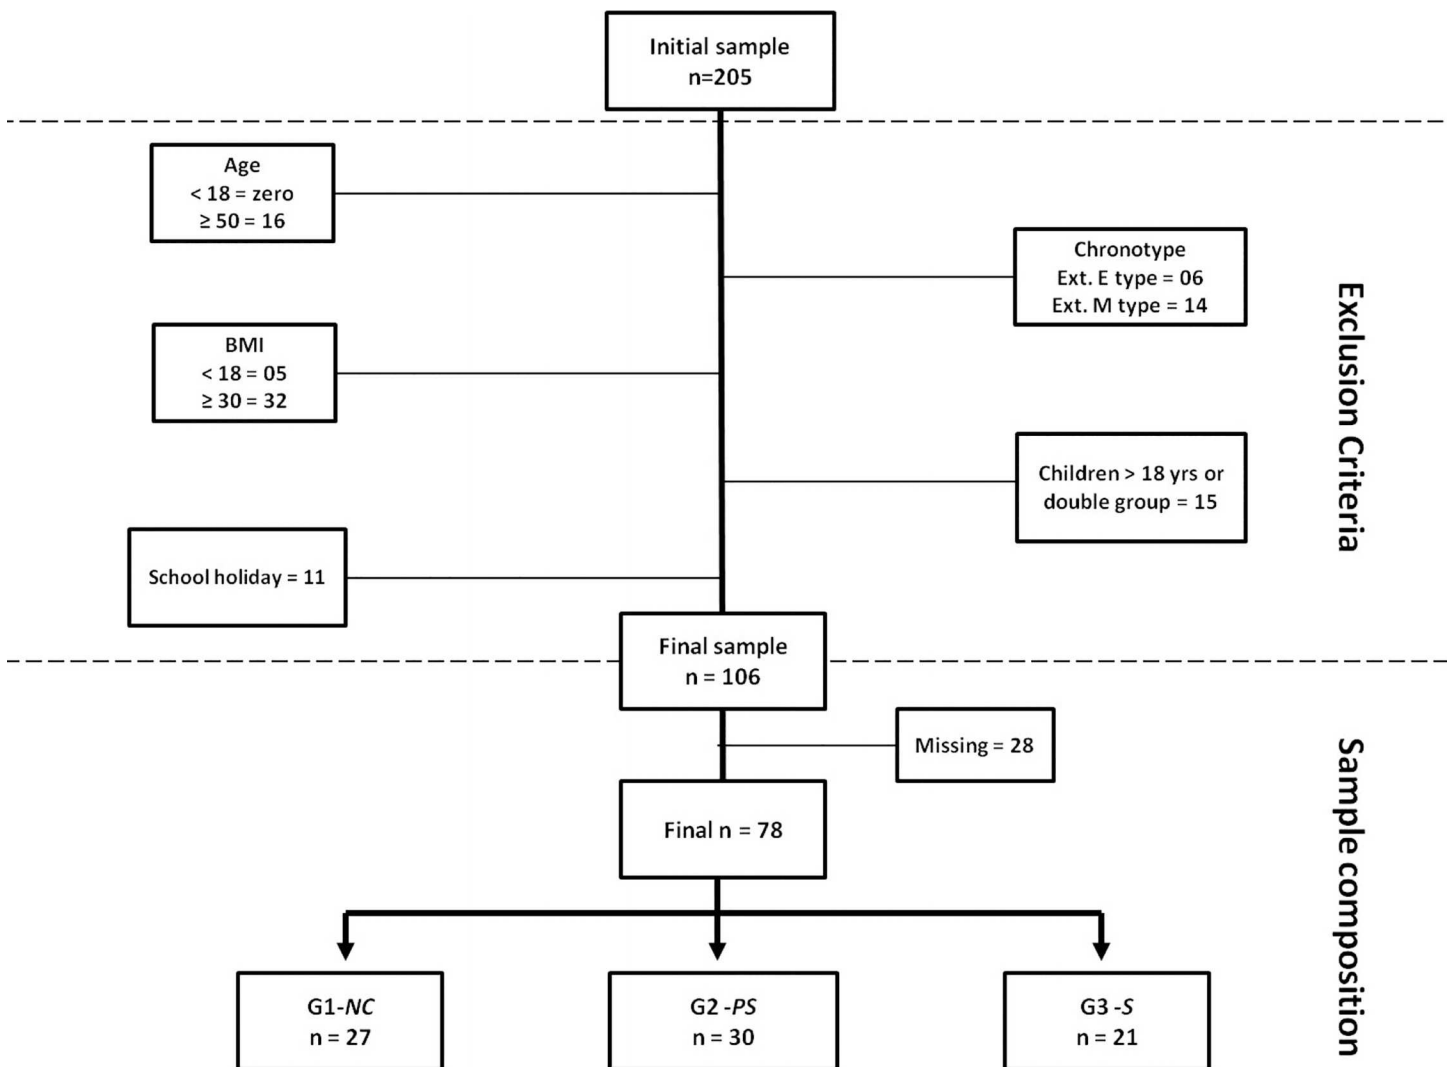 Initial sample
n=205
Age
< 18 = zero
≥ 50 = 16
Chronotype
Ext. E type = 06
Ext. M type = 14
BMI
< 18 = 05
≥ 30 = 32
Children > 18 yrs or
double group = 15
School holiday = 11
Exclusion Criteria
Final sample
n = 106
Missing = 28
Final n = 78
Sample composition
G1-NC
n = 27
G2 -PS
n = 30
G3 -S
n = 21